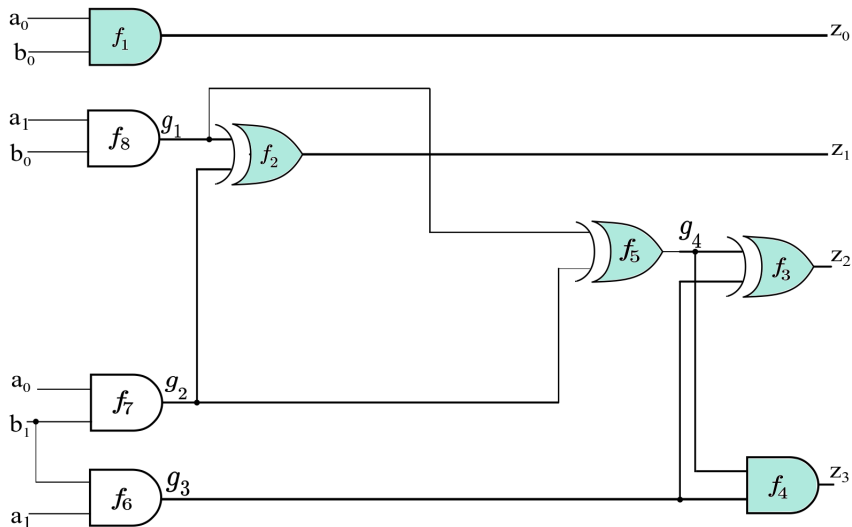 a₀
b₀
f₁
z₀
a₁
b₀
f₈
g₁
f₂
z₁
f₅
g₄
f₃
z₂
a₀
b₁
f₇
g₂
a₁
f₆
g₃
f₄
z₃